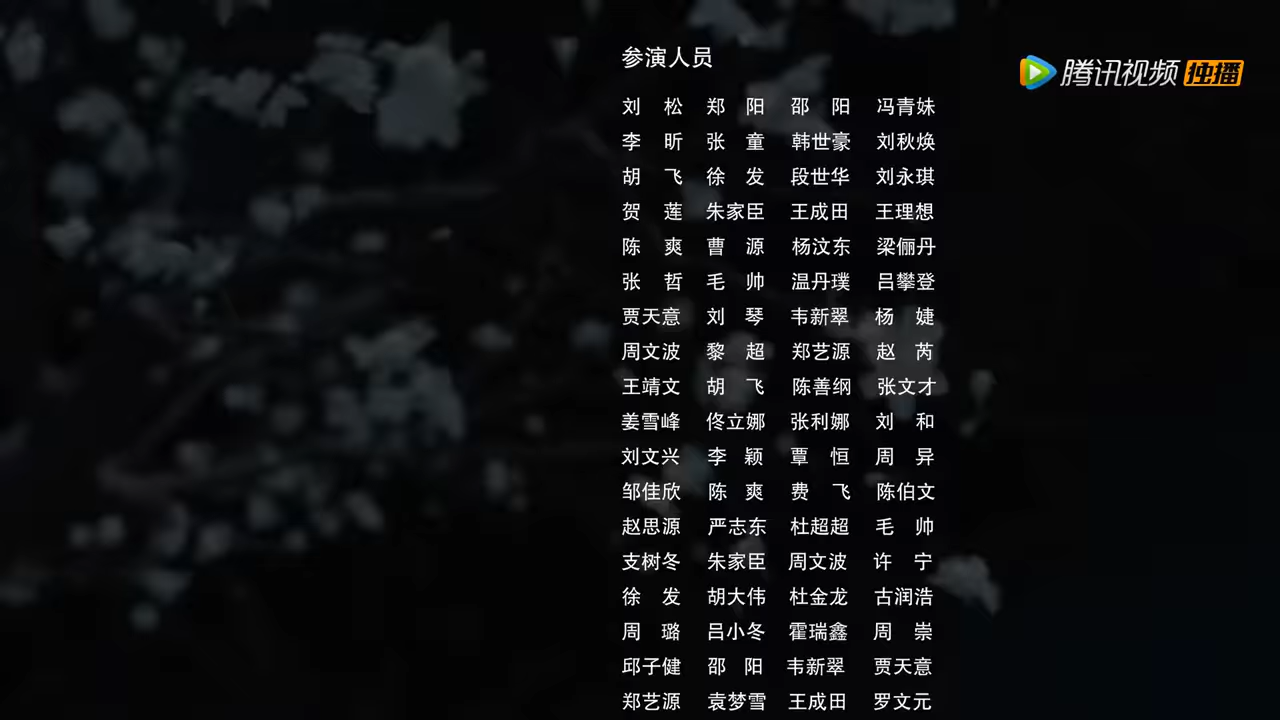 参演人员
腾讯视频 独播
刘 松 郑 阳 邵 阳 冯青妹
李 昕 张 童 韩世豪 刘秋焕
胡 飞 徐 发 段世华 刘永琪
贺 莲 朱家臣 王成田 王理想
陈 爽 曹 源 杨汶东 梁俪丹
张 哲 毛 帅 温丹璞 吕攀登
贾天意 刘 琴 韦新翠 杨 婕
周文波 黎 超 郑艺源 赵 芮
王靖文 胡 飞 陈善纲 张文才
姜雪峰 佟立娜 张利娜 刘 和
刘文兴 李 颖 覃 恒 周 异
邹佳欣 陈 爽 费 飞 陈伯文
赵思源 严志东 杜超超 毛 帅
支树冬 朱家臣 周文波 许 宁
徐 发 胡大伟 杜金龙 古润浩
周 璐 吕小冬 霍瑞鑫 周 崇
邱子健 邵 阳 韦新翠 贾天意
郑艺源 袁梦雪 王成田 罗文元